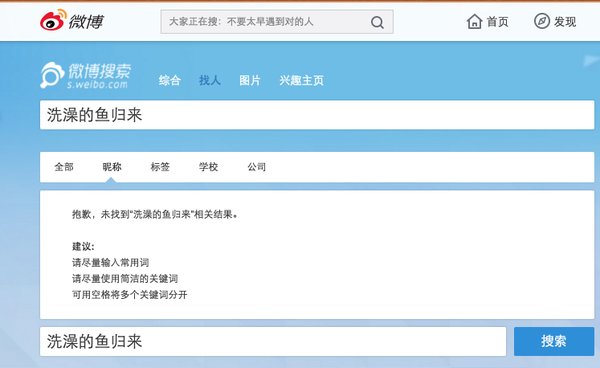 微博 大家正在搜：不要太早遇到对的人 首页 发现
微博搜索
s.weibo.com
综合 找人 图片 兴趣主页
洗澡的鱼归来
全部 昵称 标签 学校 公司
抱歉，未找到“洗澡的鱼归来”相关结果。
建议：
请尽量输入常用词
请尽量使用简洁的关键词
可用空格将多个关键词分开
洗澡的鱼归来 搜索